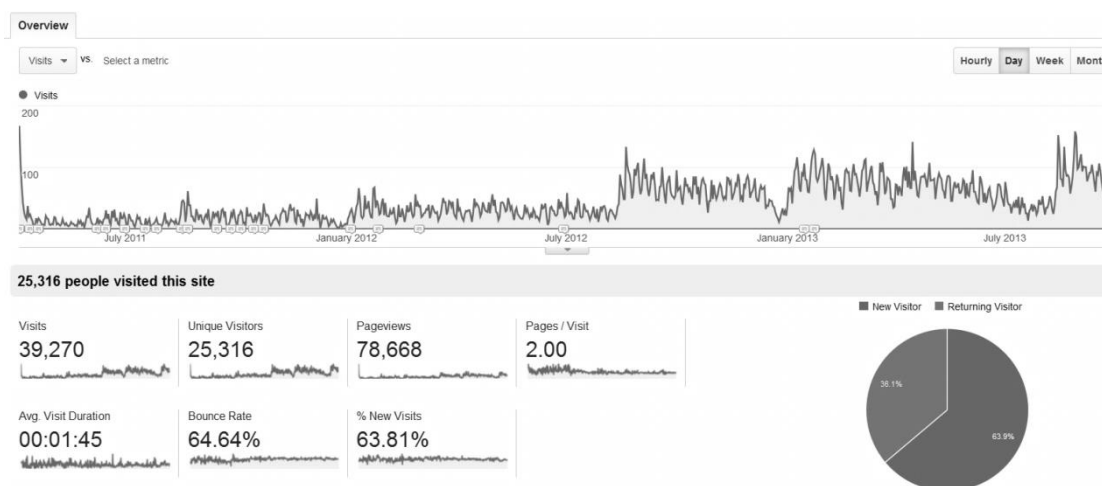 Overview
Visits vs. Select a metric
Hourly Day Week Mont
Visits
200
100
July 2011 January 2012 July 2012 January 2013 July 2013
25,316 people visited this site
New Visitor Returning Visitor
Visits Unique Visitors Pageviews Pages / Visit
39,270 25,316 78,668 2.00
36.1%
Avg. Visit Duration Bounce Rate % New Visits
00:01:45 64.64% 63.81%
63.9%